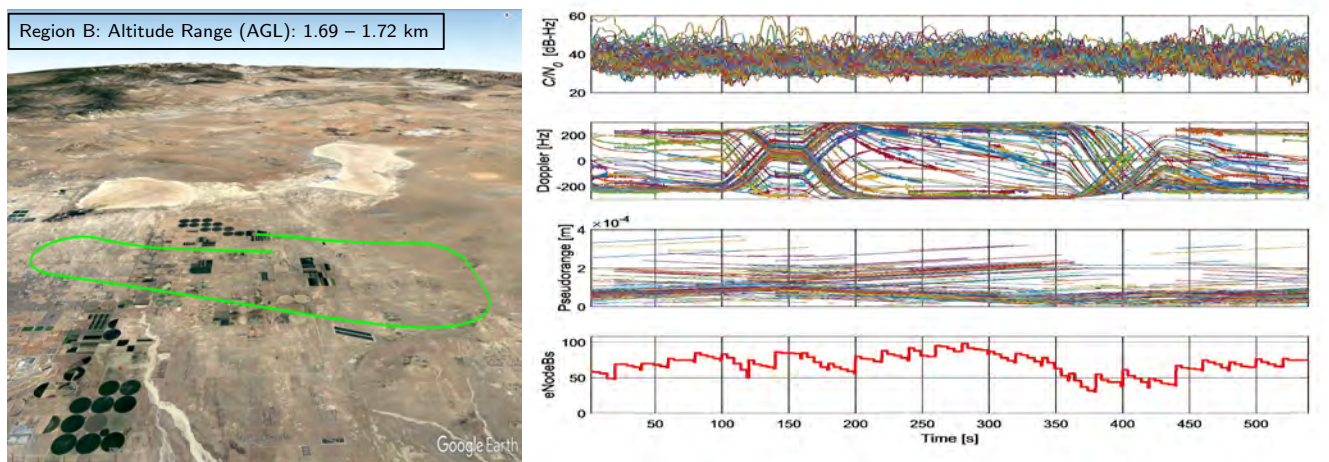 Region B: Altitude Range (AGL): 1.69 – 1.72 km
Google Earth
60
40
20
C/N0 [dB-Hz]
200
0
-200
Doppler [Hz]
×10^-4
4
2
0
Pseudorange [m]
100
50
0
eNodeBs
50 100 150 200 250 300 350 400 450 500
Time [s]